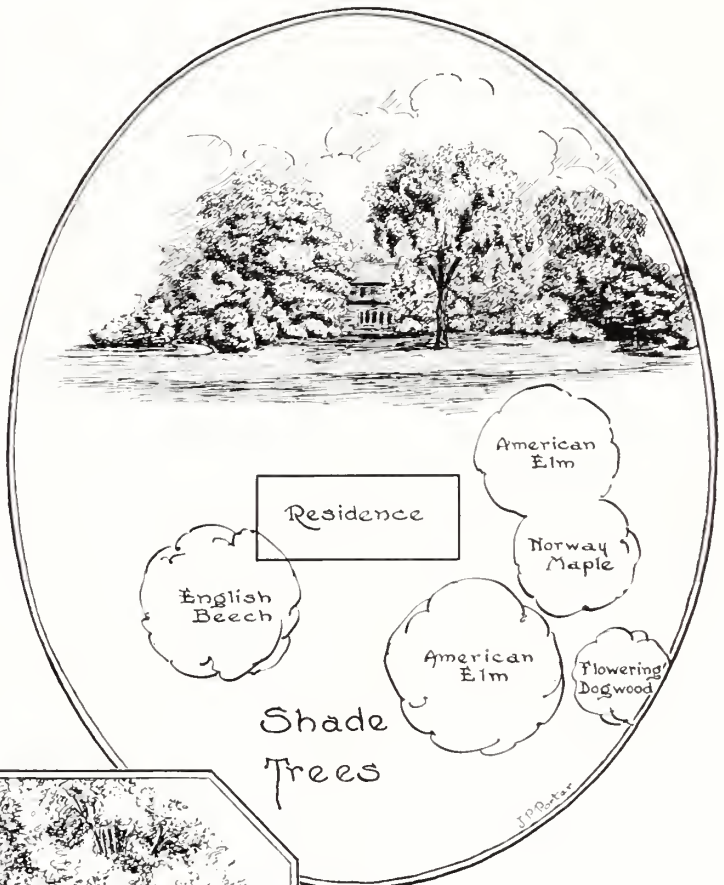 American
Elm
Residence
Norway
Maple
English
Beech
American
Elm
Flowering
Dogwood
Shade
Trees
J.P. Porter